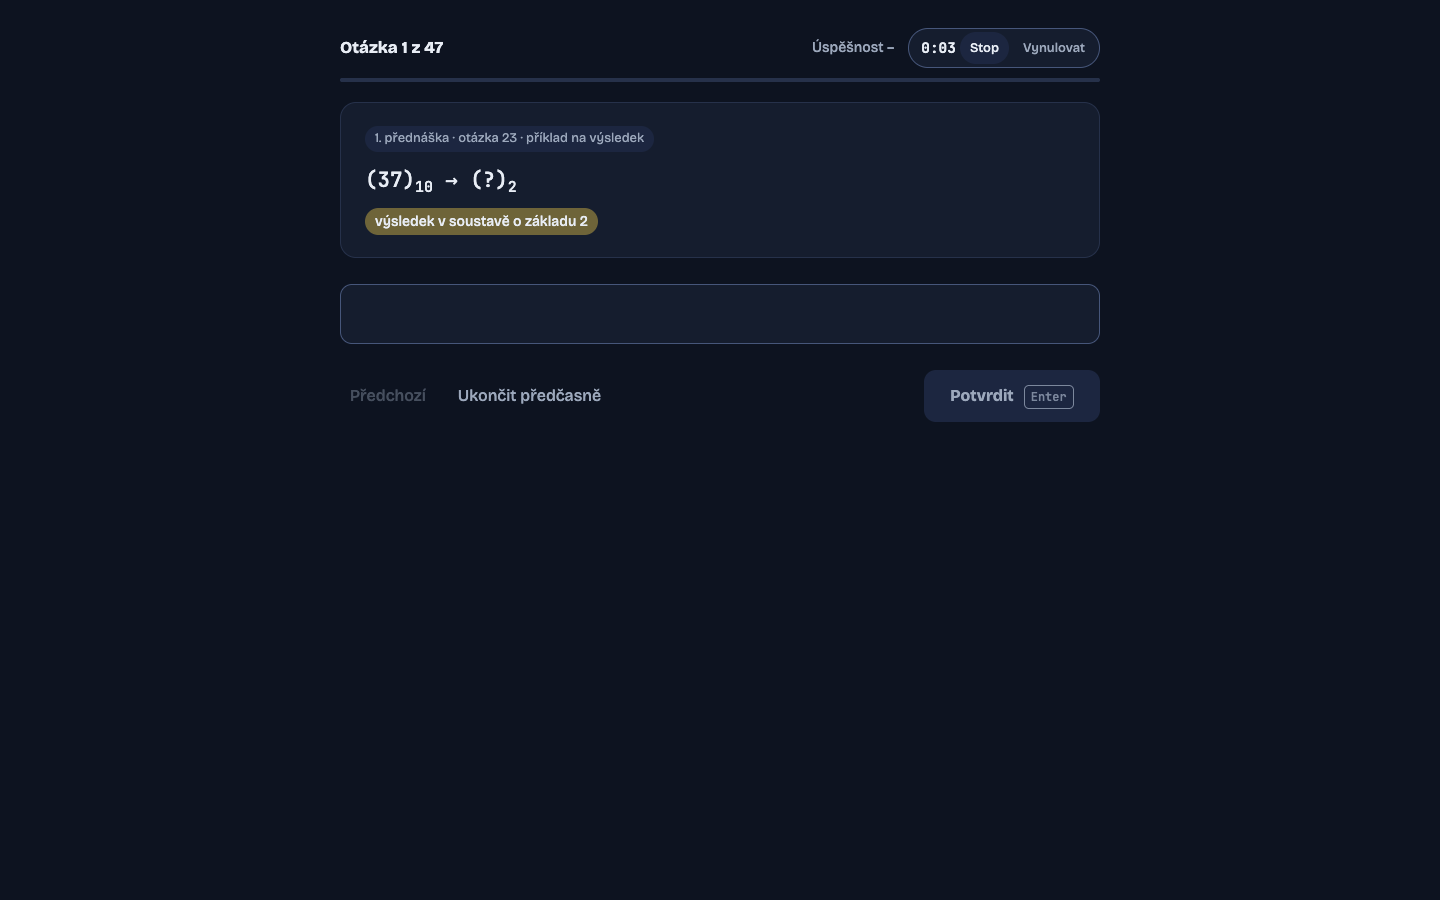 Otázka 1 z 47
Úspěšnost –
0:03 Stop Vynulovat
1. přednáška · otázka 23 · příklad na výsledek
(37)₁₀ → (?)₂
výsledek v soustavě o základu 2
Předchozí
Ukončit předčasně
Potvrdit Enter